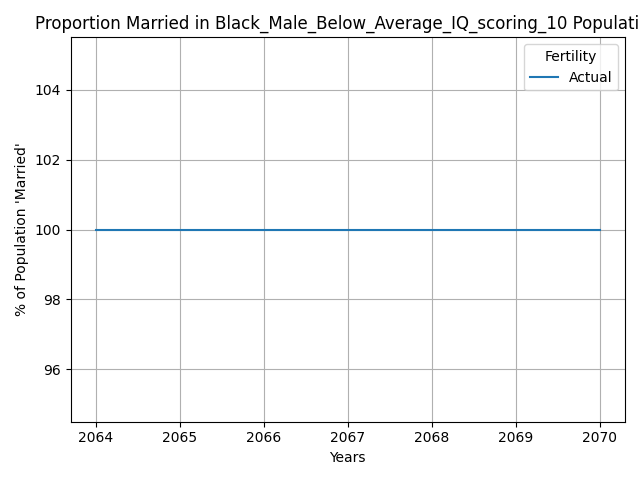 Proportion Married in Black_Male_Below_Average_IQ_scoring_10 Populati
Fertility
Actual
104
102
100
98
96
% of Population 'Married'
2064 2065 2066 2067 2068 2069 2070
Years